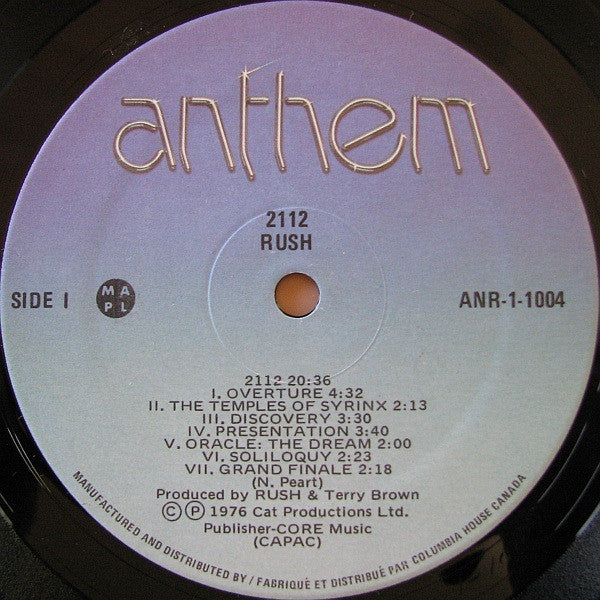 anthem
2112
RUSH
SIDE I
MA
PL
ANR-1-1004
2112 20:36
I. OVERTURE 4:32
II. THE TEMPLES OF SYRINX 2:13
III. DISCOVERY 3:30
IV. PRESENTATION 3:40
V. ORACLE: THE DREAM 2:00
VI. SOLILOQUY 2:23
VII. GRAND FINALE 2:18
(N. Peart)
Produced by RUSH & Terry Brown
Ⓒ Ⓟ 1976 Cat Productions Ltd.
Publisher-CORE Music
(CAPAC)
MANUFACTURED AND DISTRIBUTED BY / FABRIQUÉ ET DISTRIBUÉ PAR COLUMBIA HOUSE CANADA